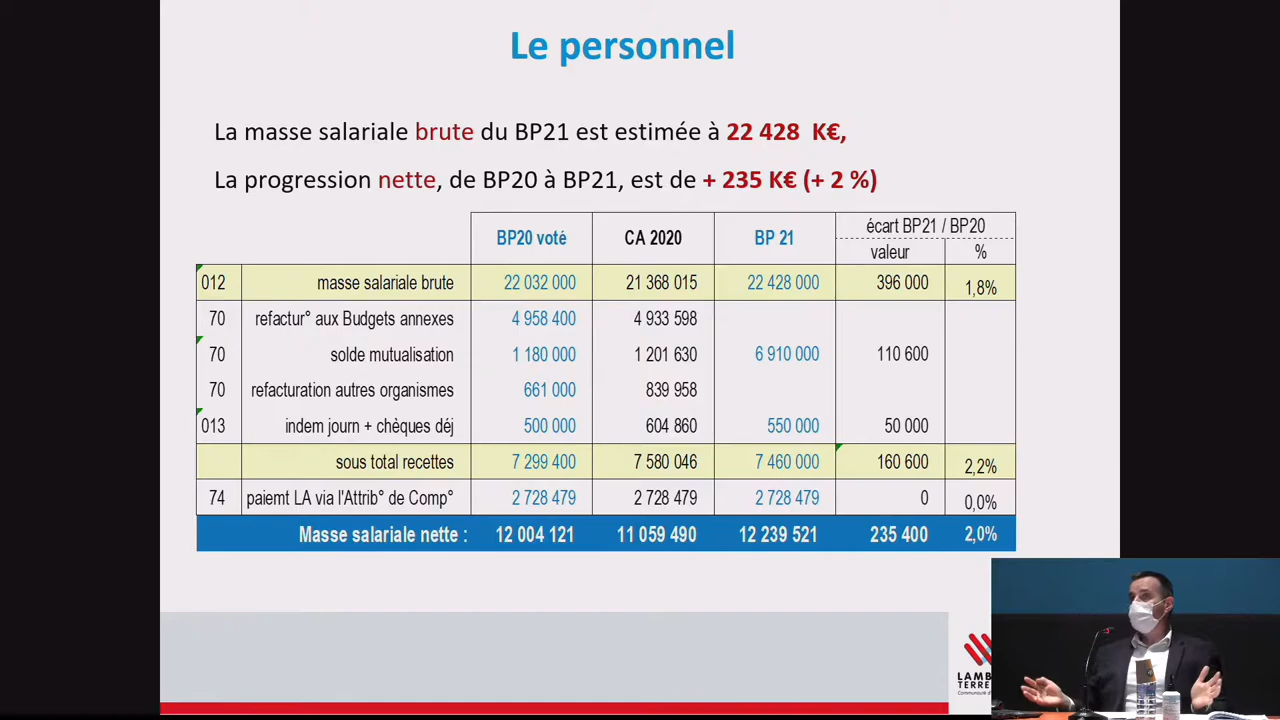 Le personnel
La masse salariale brute du BP21 est estimée à 22 428 K€,
La progression nette, de BP20 à BP21, est de + 235 K€ (+ 2 %)
BP20 voté CA 2020 BP 21 écart BP21 / BP20
valeur %
012 masse salariale brute 22 032 000 21 368 015 22 428 000 396 000 1,8%
70 refactur° aux Budgets annexes 4 958 400 4 933 598
70 solde mutualisation 1 180 000 1 201 630 6 910 000 110 600
70 refacturation autres organismes 661 000 839 958
013 indem journ + chèques déj 500 000 604 860 550 000 50 000
sous total recettes 7 299 400 7 580 046 7 460 000 160 600 2,2%
74 paiemt LA via l'Attrib° de Comp° 2 728 479 2 728 479 2 728 479 0 0,0%
Masse salariale nette : 12 004 121 11 059 490 12 239 521 235 400 2,0%
LAMB
TERRE
Communauté d'